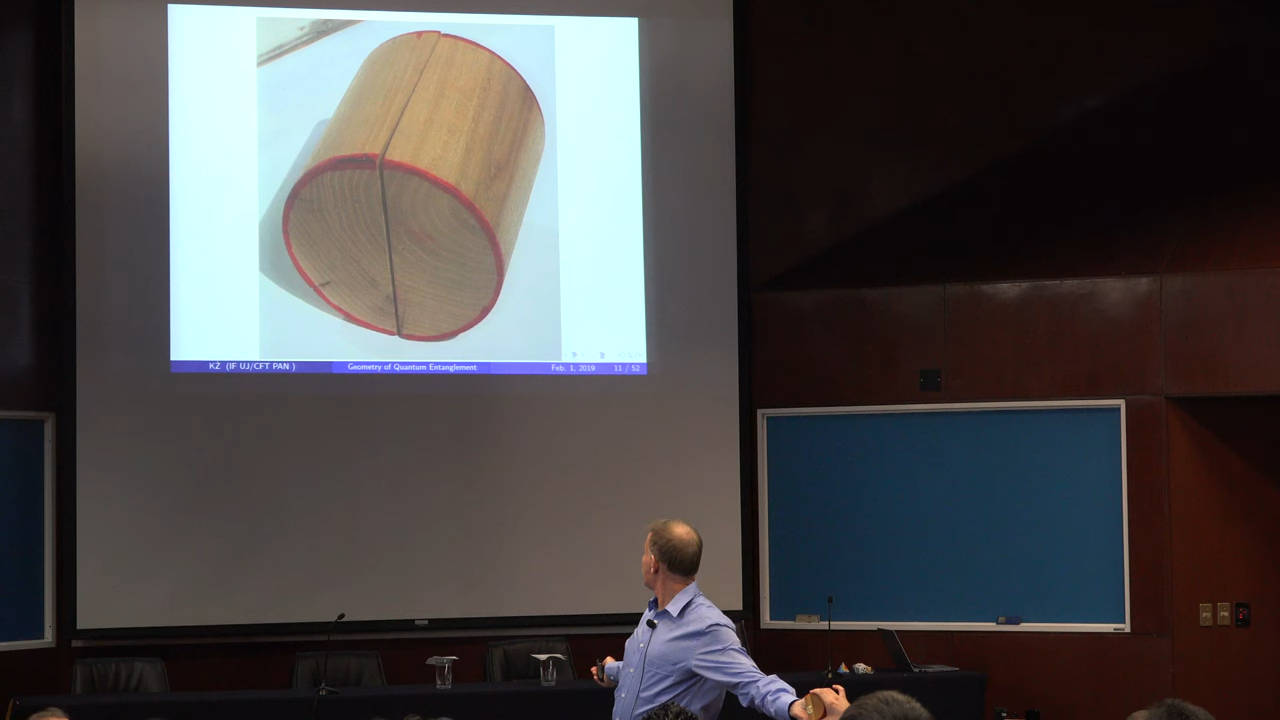 KŻ (IF UJ/CFT PAN ) Geometry of Quantum Entanglement Feb. 1, 2019 11 / 52